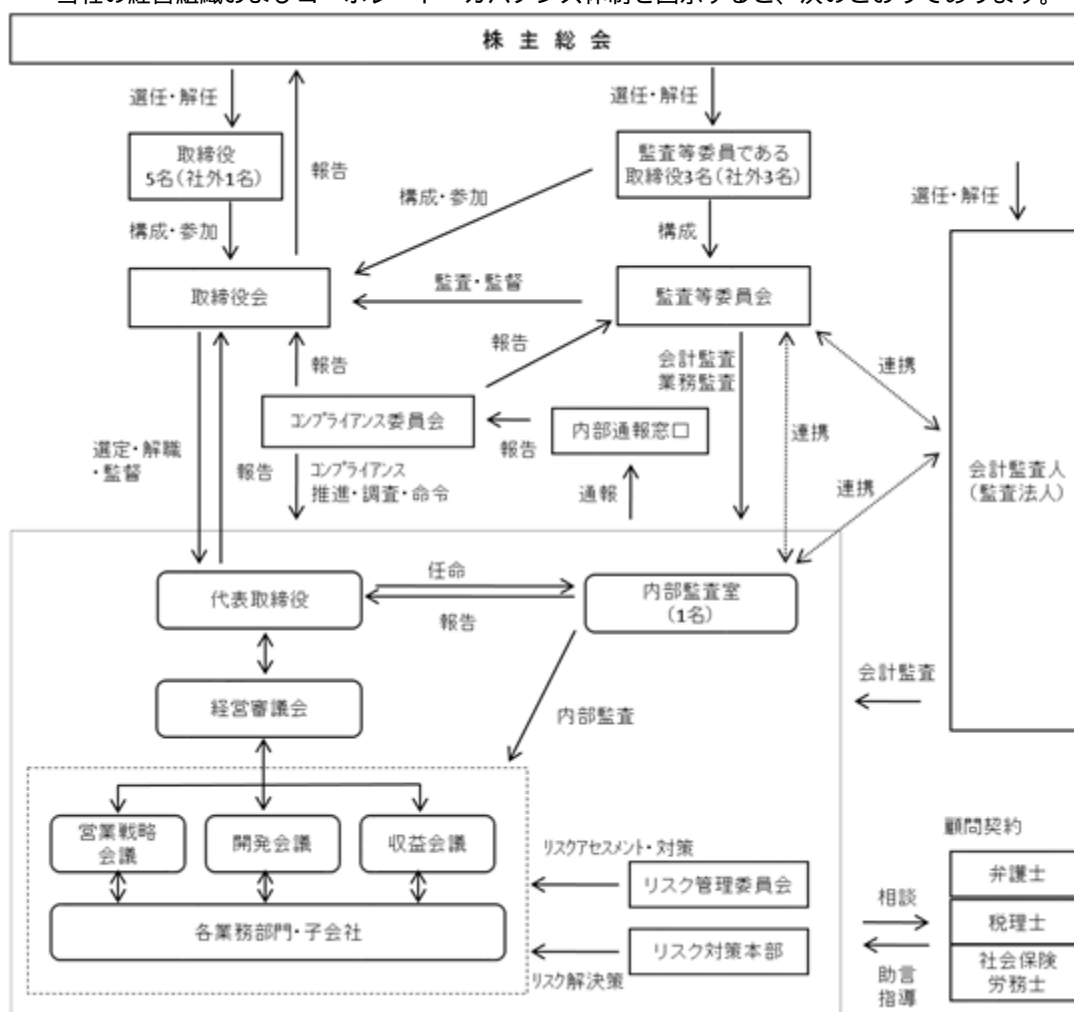 当社の経営組織およびコーポレート・ガバナンス体制を図示すると、次のとおりであります。
株 主 総 会
選任・解任
選任・解任
取締役
5名(社外1名)
報告
監査等委員である
取締役3名(社外3名)
選任・解任
構成・参加
構成・参加
構成
取締役会
監査・監督
監査等委員会
報告
報告
会計監査
業務監査
連携
コンプライアンス委員会
報告
内部通報窓口
連携
選定・解職
・監督
報告
コンプライアンス
推進・調査・命令
通報
連携
会計監査人
(監査法人)
代表取締役
任命
報告
内部監査室
(1名)
経営審議会
内部監査
会計監査
営業戦略
会議
開発会議
収益会議
リスクアセスメント・対策
リスク管理委員会
各業務部門・子会社
リスク対策本部
リスク解決策
顧問契約
弁護士
相談
税理士
助言
指導
社会保険
労務士